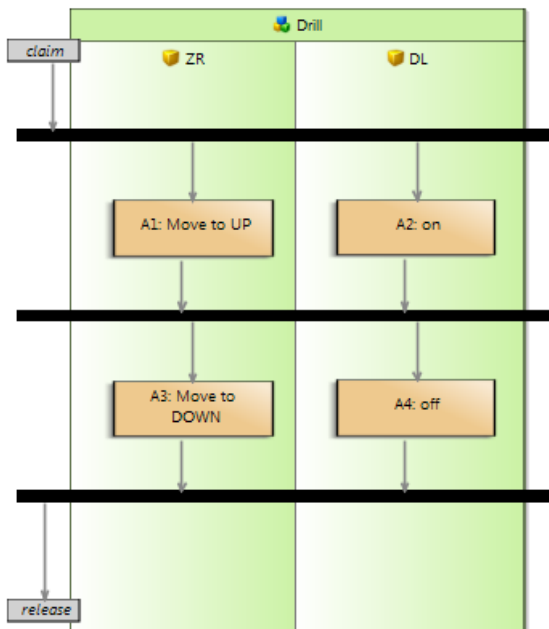 Drill
claim
ZR
DL
A1: Move to UP
A2: on
A3: Move to
DOWN
A4: off
release